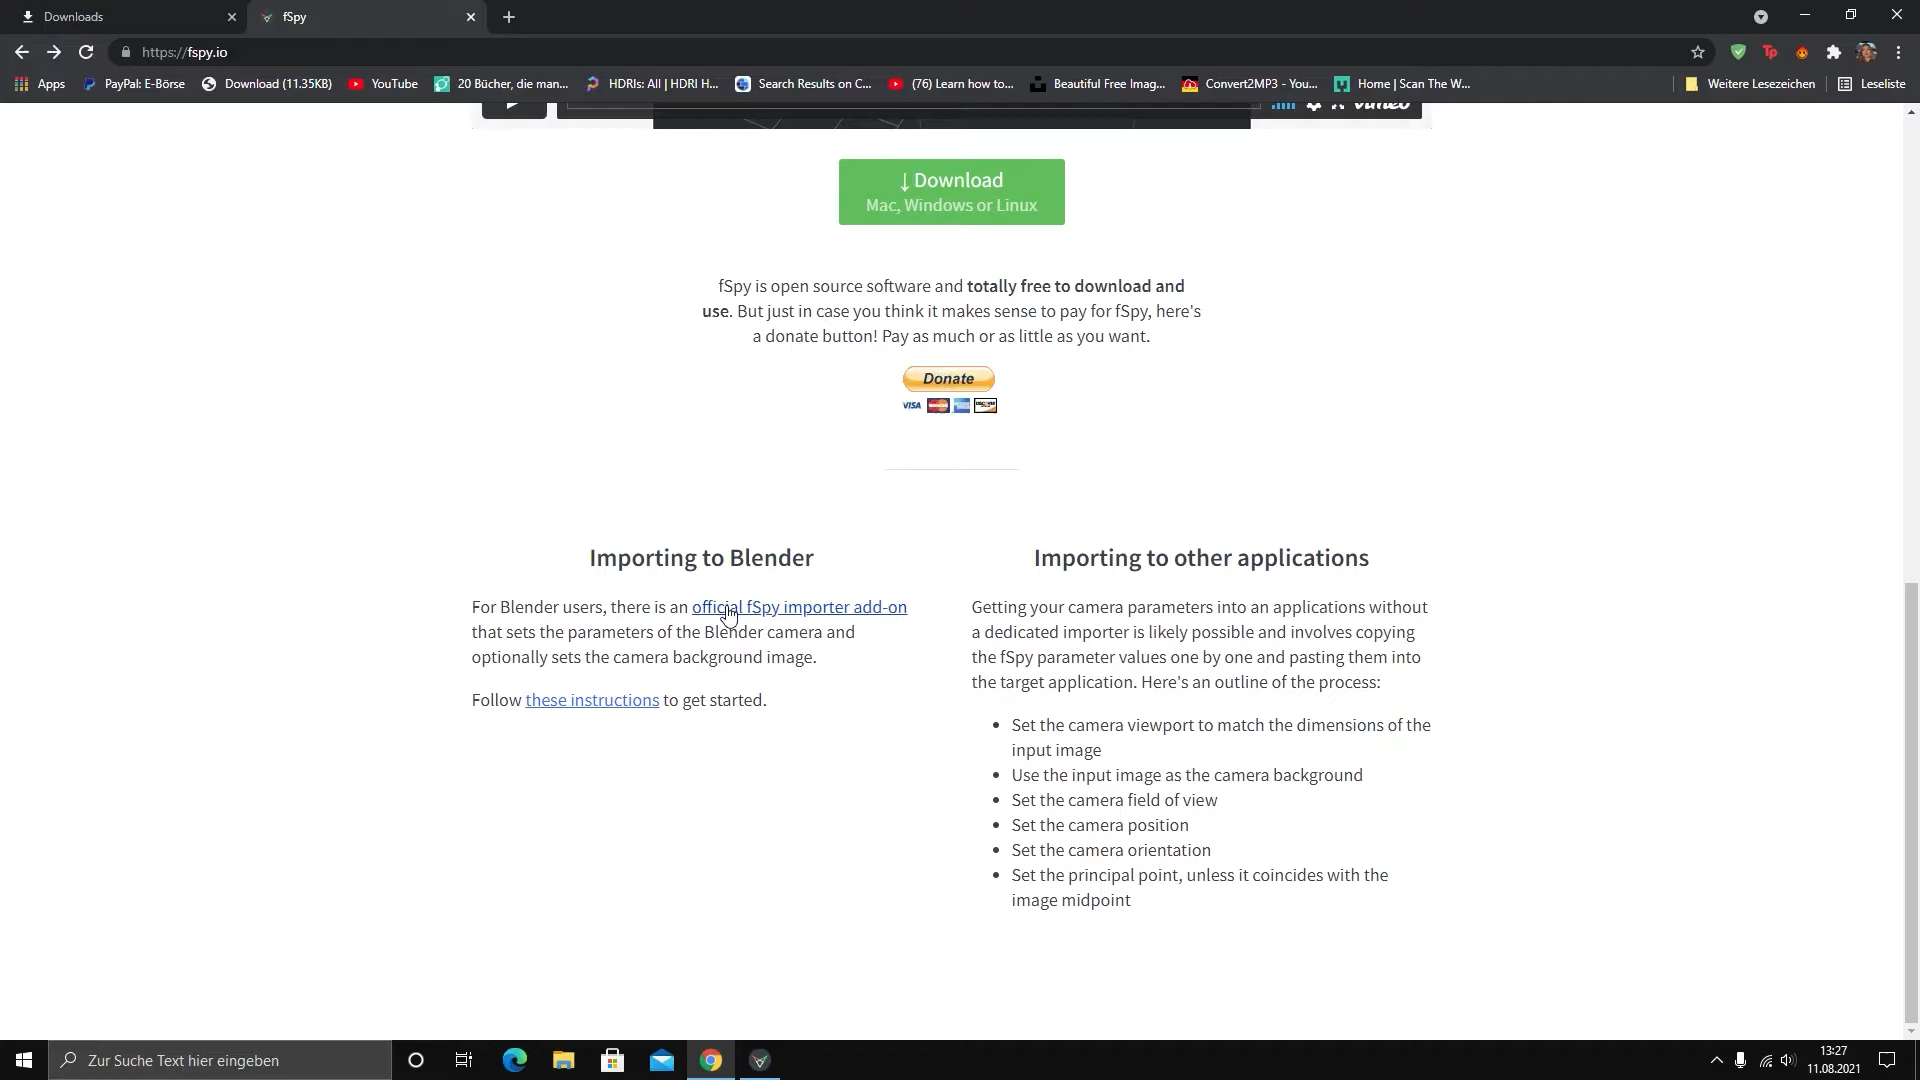 Downloads
fSpy
https://fspy.io
Apps
PayPal: E-Börse
Download (11.35KB)
YouTube
20 Bücher, die man...
HDRIs: All | HDRI H...
Search Results on C...
(76) Learn how to...
Beautiful Free Imag...
Convert2MP3 - You...
Home | Scan The W...
Weitere Lesezeichen
Leseliste
vimeo
↓ Download
Mac, Windows or Linux
fSpy is open source software and totally free to download and
use. But just in case you think it makes sense to pay for fSpy, here's
a donate button! Pay as much or as little as you want.
Donate
VISA
Importing to Blender
For Blender users, there is an official fSpy importer add-on
that sets the parameters of the Blender camera and
optionally sets the camera background image.
Follow these instructions to get started.
Importing to other applications
Getting your camera parameters into an applications without
a dedicated importer is likely possible and involves copying
the fSpy parameter values one by one and pasting them into
the target application. Here's an outline of the process:
• Set the camera viewport to match the dimensions of the
input image
• Use the input image as the camera background
• Set the camera field of view
• Set the camera position
• Set the camera orientation
• Set the principal point, unless it coincides with the
image midpoint
Zur Suche Text hier eingeben
13:27
11.08.2021